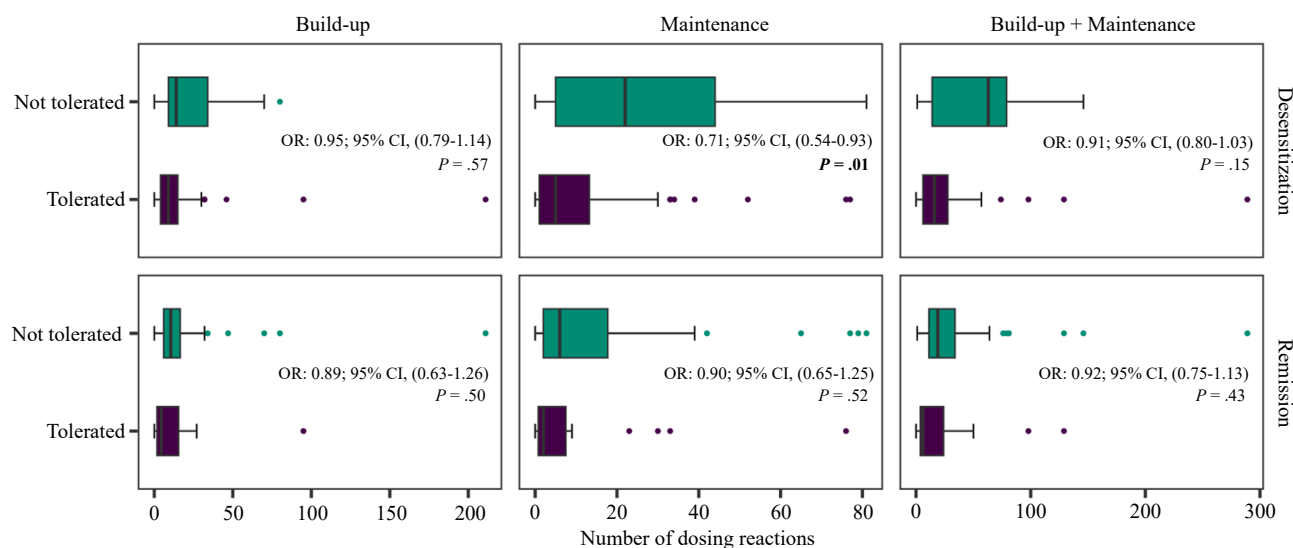 Build-up
Maintenance
Build-up + Maintenance
Not tolerated
OR: 0.95; 95% CI, (0.79-1.14)
P = .57
OR: 0.71; 95% CI, (0.54-0.93)
P = .01
OR: 0.91; 95% CI, (0.80-1.03)
P = .15
Tolerated
Desensitization
Not tolerated
OR: 0.89; 95% CI, (0.63-1.26)
P = .50
OR: 0.90; 95% CI, (0.65-1.25)
P = .52
OR: 0.92; 95% CI, (0.75-1.13)
P = .43
Tolerated
Remission
0 50 100 150 200
0 20 40 60 80
0 100 200 300
Number of dosing reactions